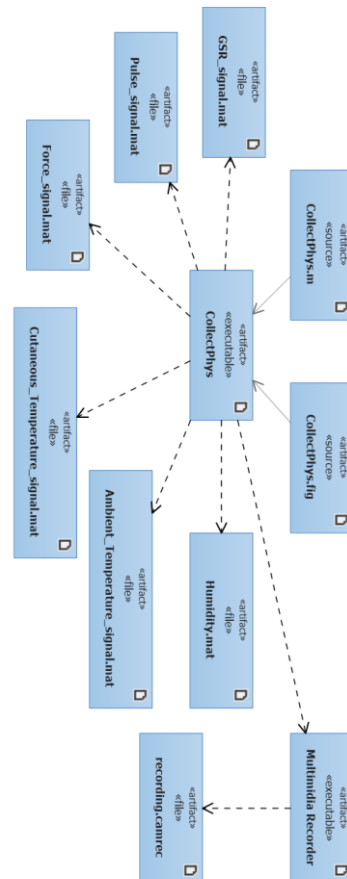 «artifact»
«source»
CollectPhys.m
«artifact»
«source»
CollectPhys.fig
«artifact»
«executable»
Multimidia Recorder
«artifact»
«file»
GSR_signal.mat
«artifact»
«executable»
CollectPhys
«artifact»
«file»
Humidity.mat
«artifact»
«file»
recording.camrec
«artifact»
«file»
Pulse_signal.mat
«artifact»
«file»
Ambient_Temperature_signal.mat
«artifact»
«file»
Force_signal.mat
«artifact»
«file»
Cutaneous_Temperature_signal.mat